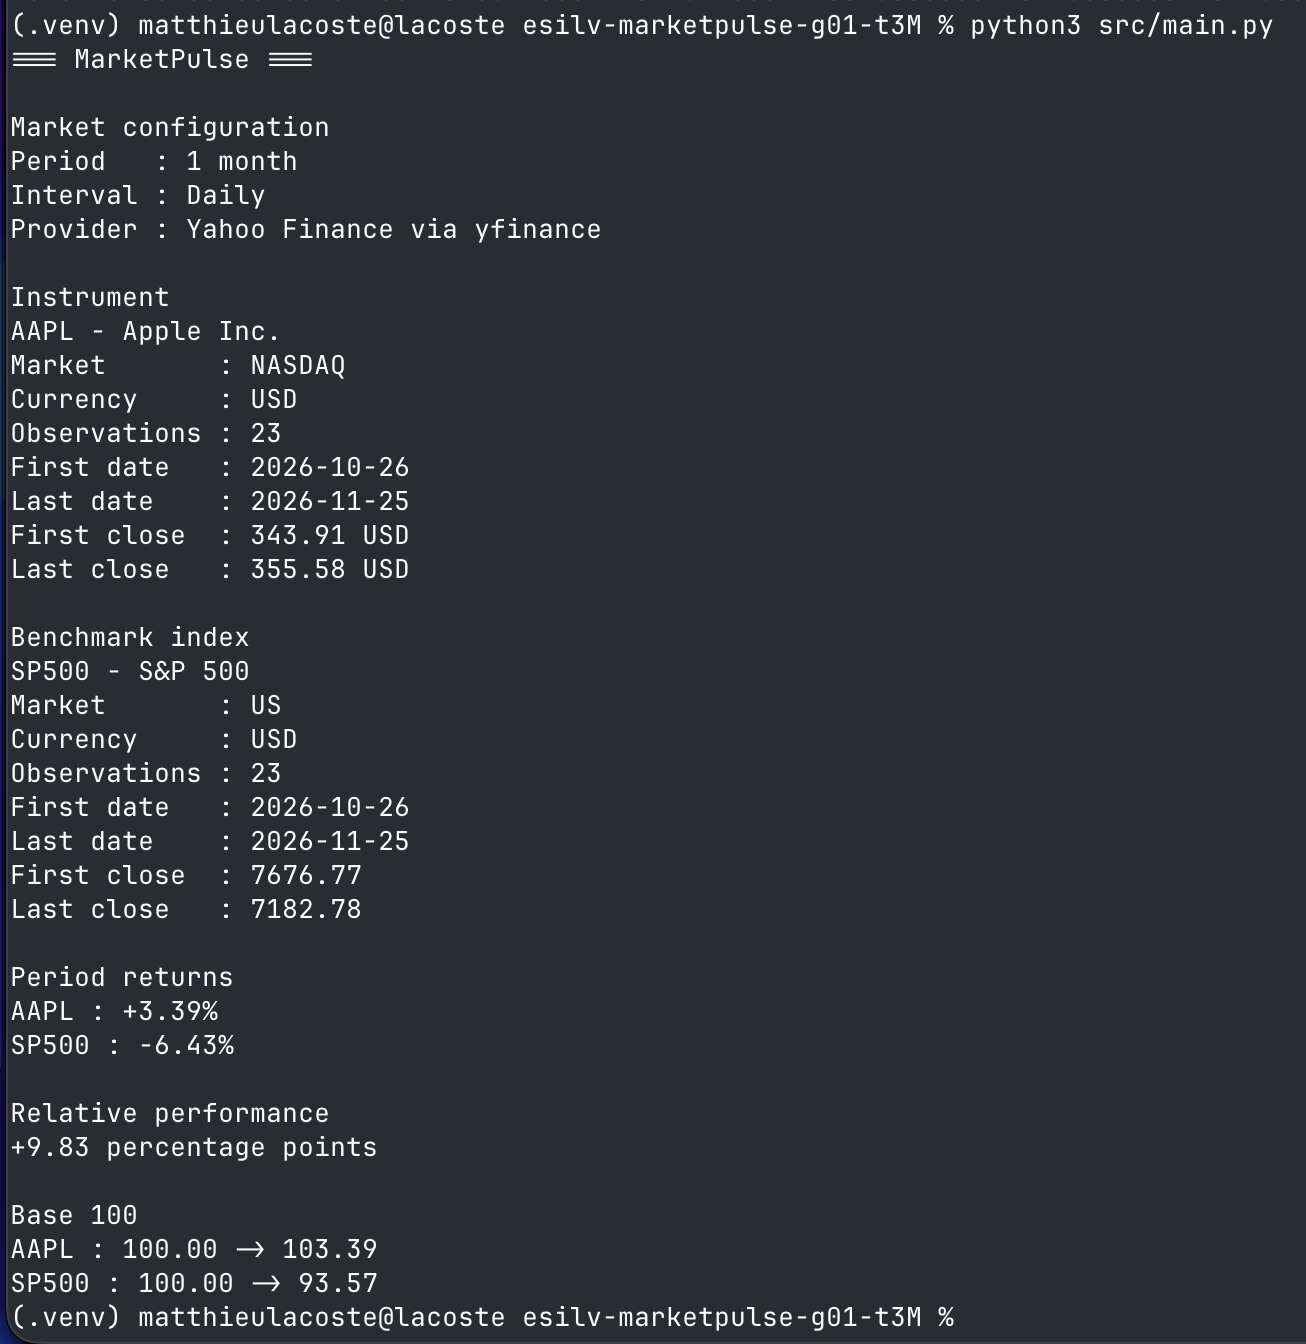 (.venv) matthieulacoste@lacoste esilv-marketpulse-g01-t3M % python3 src/main.py
=== MarketPulse ===
Market configuration
Period   : 1 month
Interval : Daily
Provider : Yahoo Finance via yfinance
Instrument
AAPL - Apple Inc.
Market       : NASDAQ
Currency     : USD
Observations : 23
First date   : 2026-10-26
Last date    : 2026-11-25
First close  : 343.91 USD
Last close   : 355.58 USD
Benchmark index
SP500 - S&P 500
Market       : US
Currency     : USD
Observations : 23
First date   : 2026-10-26
Last date    : 2026-11-25
First close  : 7676.77
Last close   : 7182.78
Period returns
AAPL : +3.39%
SP500 : -6.43%
Relative performance
+9.83 percentage points
Base 100
AAPL : 100.00 -> 103.39
SP500 : 100.00 -> 93.57
(.venv) matthieulacoste@lacoste esilv-marketpulse-g01-t3M %